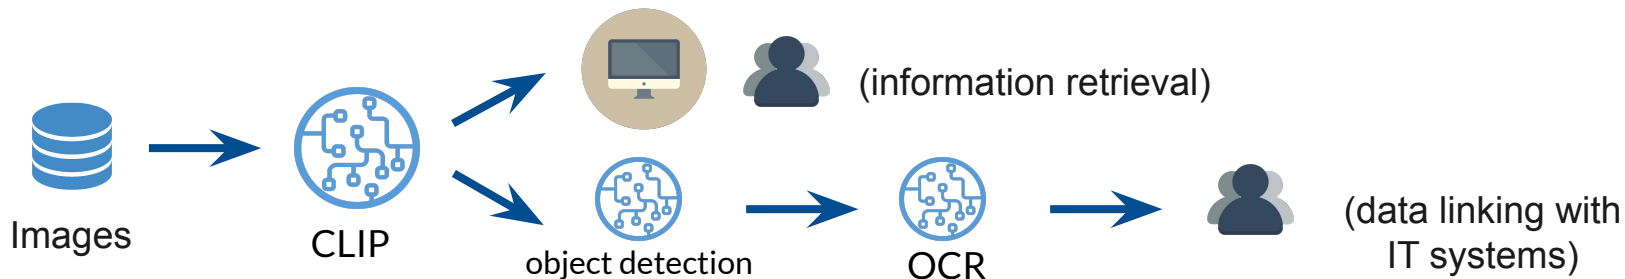 Images
CLIP
(information retrieval)
object detection
OCR
(data linking with
IT systems)